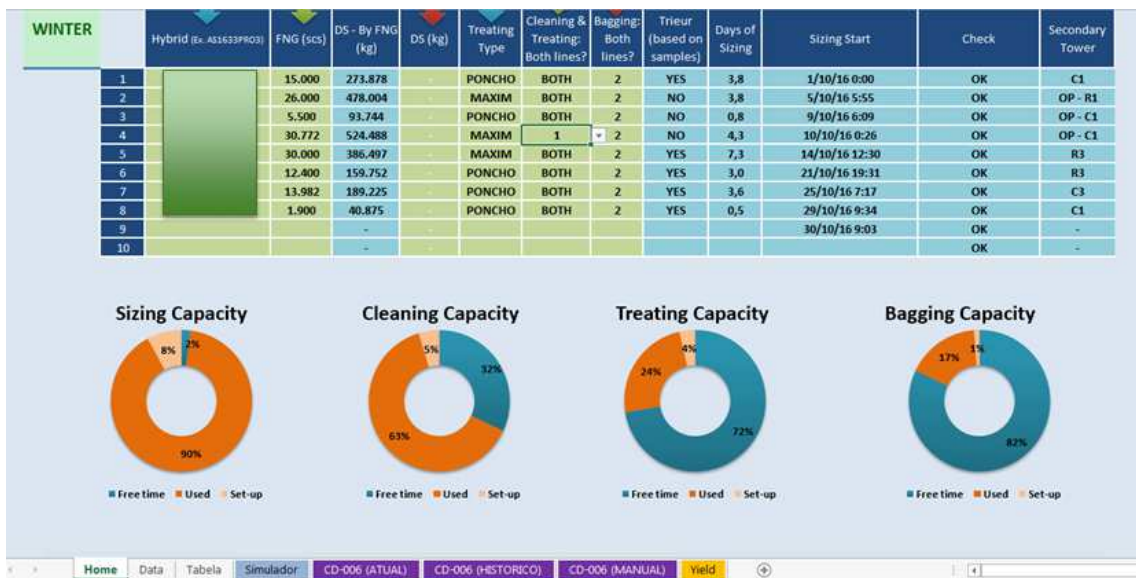 WINTER
Hybrid (Ex. AS1633PRO3) FNG (scs) DS - By FNG (kg) DS (kg) Treating Type Cleaning & Treating: Both lines? Bagging: Both lines? Trieur (based on samples) Days of Sizing Sizing Start Check Secondary Tower
1 15.000 273.878 - PONCHO BOTH 2 YES 3,8 1/10/16 0:00 OK C1
2 26.000 478.004 - MAXIM BOTH 2 NO 3,8 5/10/16 5:55 OK OP - R1
3 5.500 93.744 - PONCHO BOTH 2 NO 0,8 9/10/16 6:09 OK OP - C1
4 30.772 524.488 - MAXIM 1 2 NO 4,3 10/10/16 0:26 OK OP - C1
5 30.000 386.497 - MAXIM BOTH 2 YES 7,3 14/10/16 12:30 OK R3
6 12.400 159.752 - PONCHO BOTH 2 YES 3,0 21/10/16 19:31 OK R3
7 13.982 189.225 - PONCHO BOTH 2 YES 3,6 25/10/16 7:17 OK C3
8 1.900 40.875 - PONCHO BOTH 2 YES 0,5 29/10/16 9:34 OK C1
9 - - 30/10/16 9:03 OK -
10 - - OK -
Sizing Capacity Cleaning Capacity Treating Capacity Bagging Capacity
8% 2% 90%
5% 32% 63%
4% 24% 72%
1% 17% 82%
Free time Used Set-up Free time Used Set-up Free time Used Set-up Free time Used Set-up
Home Data Tabela Simulador CD-006 (ATUAL) CD-006 (HISTORICO) CD-006 (MANUAL) Yield